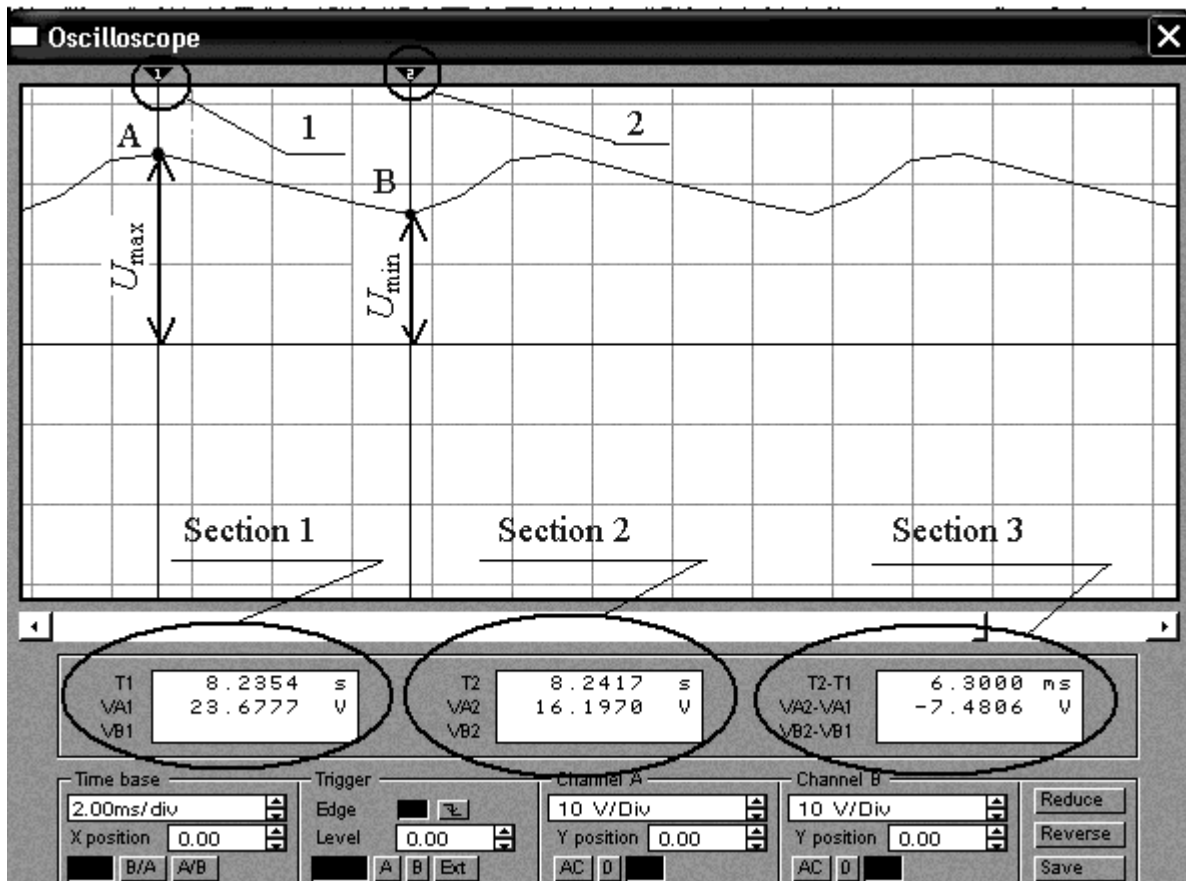 Oscilloscope
1 2
A 1 2
B
Umax
Umin
Section 1 Section 2 Section 3
T1 8.2354 s T2 8.2417 s T2-T1 6.3000 ms
VA1 23.6777 V VA2 16.1970 V VA2-VA1 -7.4806 V
VB1 VB2 VB2-VB1
Time base Trigger Channel A Channel B
2.00ms/div Edge 10 V/Div 10 V/Div Reduce
X position 0.00 Level 0.00 Y position 0.00 Y position 0.00 Reverse
B/A A/B A B Ext AC 0 AC 0 Save